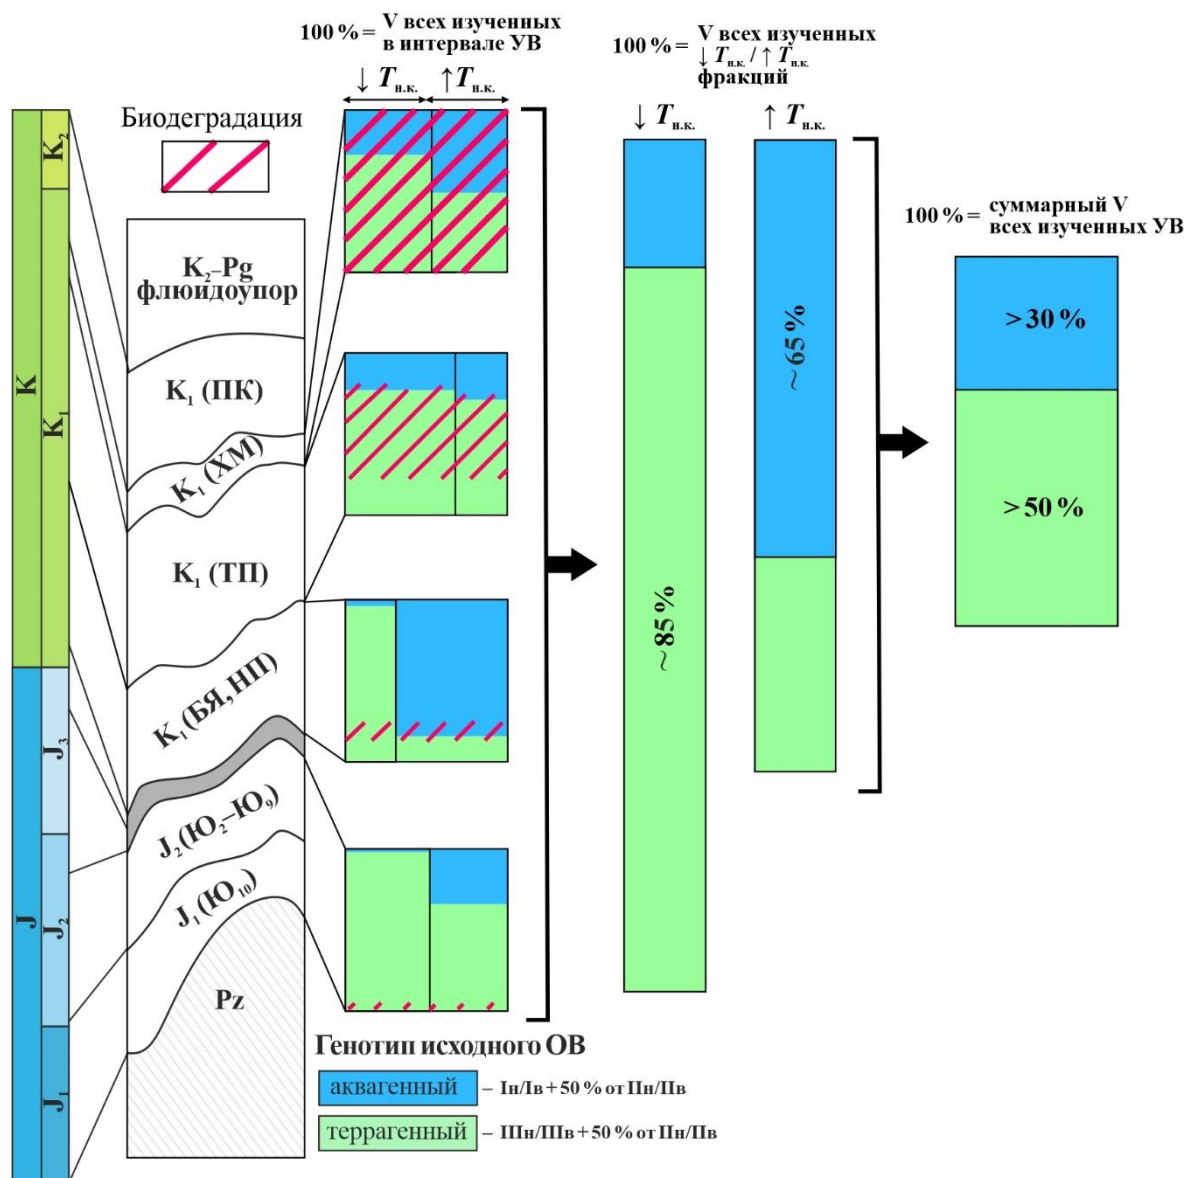 100 % = V всех изученных
в интервале УВ
↓ Tн.к. ↑ Tн.к.
100 % = V всех изученных
↓ Tн.к. / ↑ Tн.к.
фракций
↓ Tн.к. ↑ Tн.к.
Биодеградация
K
K₂
K₁
J
J₃
J₂
J₁
K₂–Pg
флюидоупор
K₁ (ПК)
K₁ (ХМ)
K₁ (ТП)
K₁ (БЯ, НП)
J₂ (Ю₂–Ю₉)
J₁ (Ю₁₀)
Pz
~85 %
~65 %
100 % = суммарный V
всех изученных УВ
> 30 %
> 50 %
Генотип исходного ОВ
аквагенный – Iн/Iв + 50 % от IIн/IIв
террагенный – IIIн/IIIв + 50 % от IIн/IIв